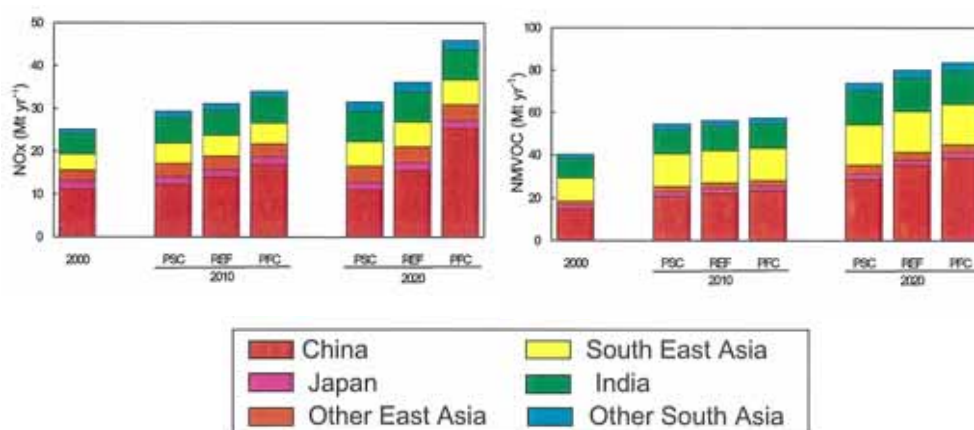 NOx (Mt yr⁻¹)
50
40
30
20
10
0
2000
PSC REF PFC
2010
PSC REF PFC
2020
NMVOC (Mt yr⁻¹)
100
80
60
40
20
0
2000
PSC REF PFC
2010
PSC REF PFC
2020
China
South East Asia
Japan
India
Other East Asia
Other South Asia